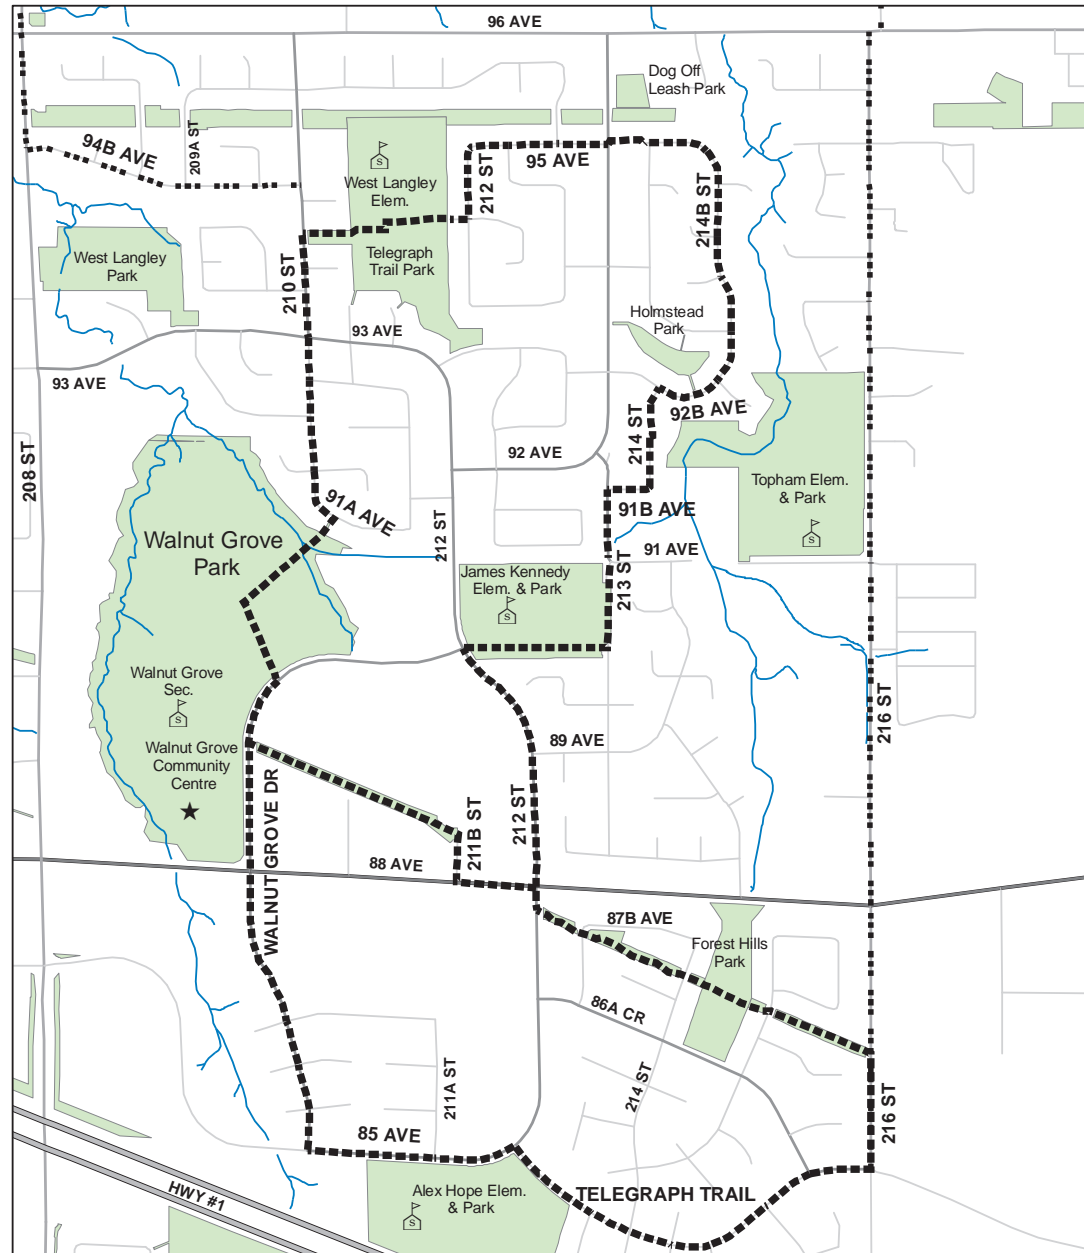 96 AVE
Dog Off
Leash Park
94B AVE
209A ST
S
West Langley
Elem.
212 ST
95 AVE
214B ST
West Langley
Park
Telegraph
Trail Park
210 ST
93 AVE
Holmstead
Park
93 AVE
92B AVE
214 ST
92 AVE
208 ST
91A AVE
Topham Elem.
& Park
S
91B AVE
Walnut Grove
Park
212 ST
91 AVE
James Kennedy
Elem. & Park
S
213 ST
Walnut Grove
Sec.
S
216 ST
89 AVE
Walnut Grove
Community
Centre
WALNUT GROVE DR
211B ST
212 ST
88 AVE
87B AVE
Forest Hills
Park
86A CR
211A ST
214 ST
216 ST
85 AVE
HWY #1
Alex Hope Elem.
& Park
S
TELEGRAPH TRAIL